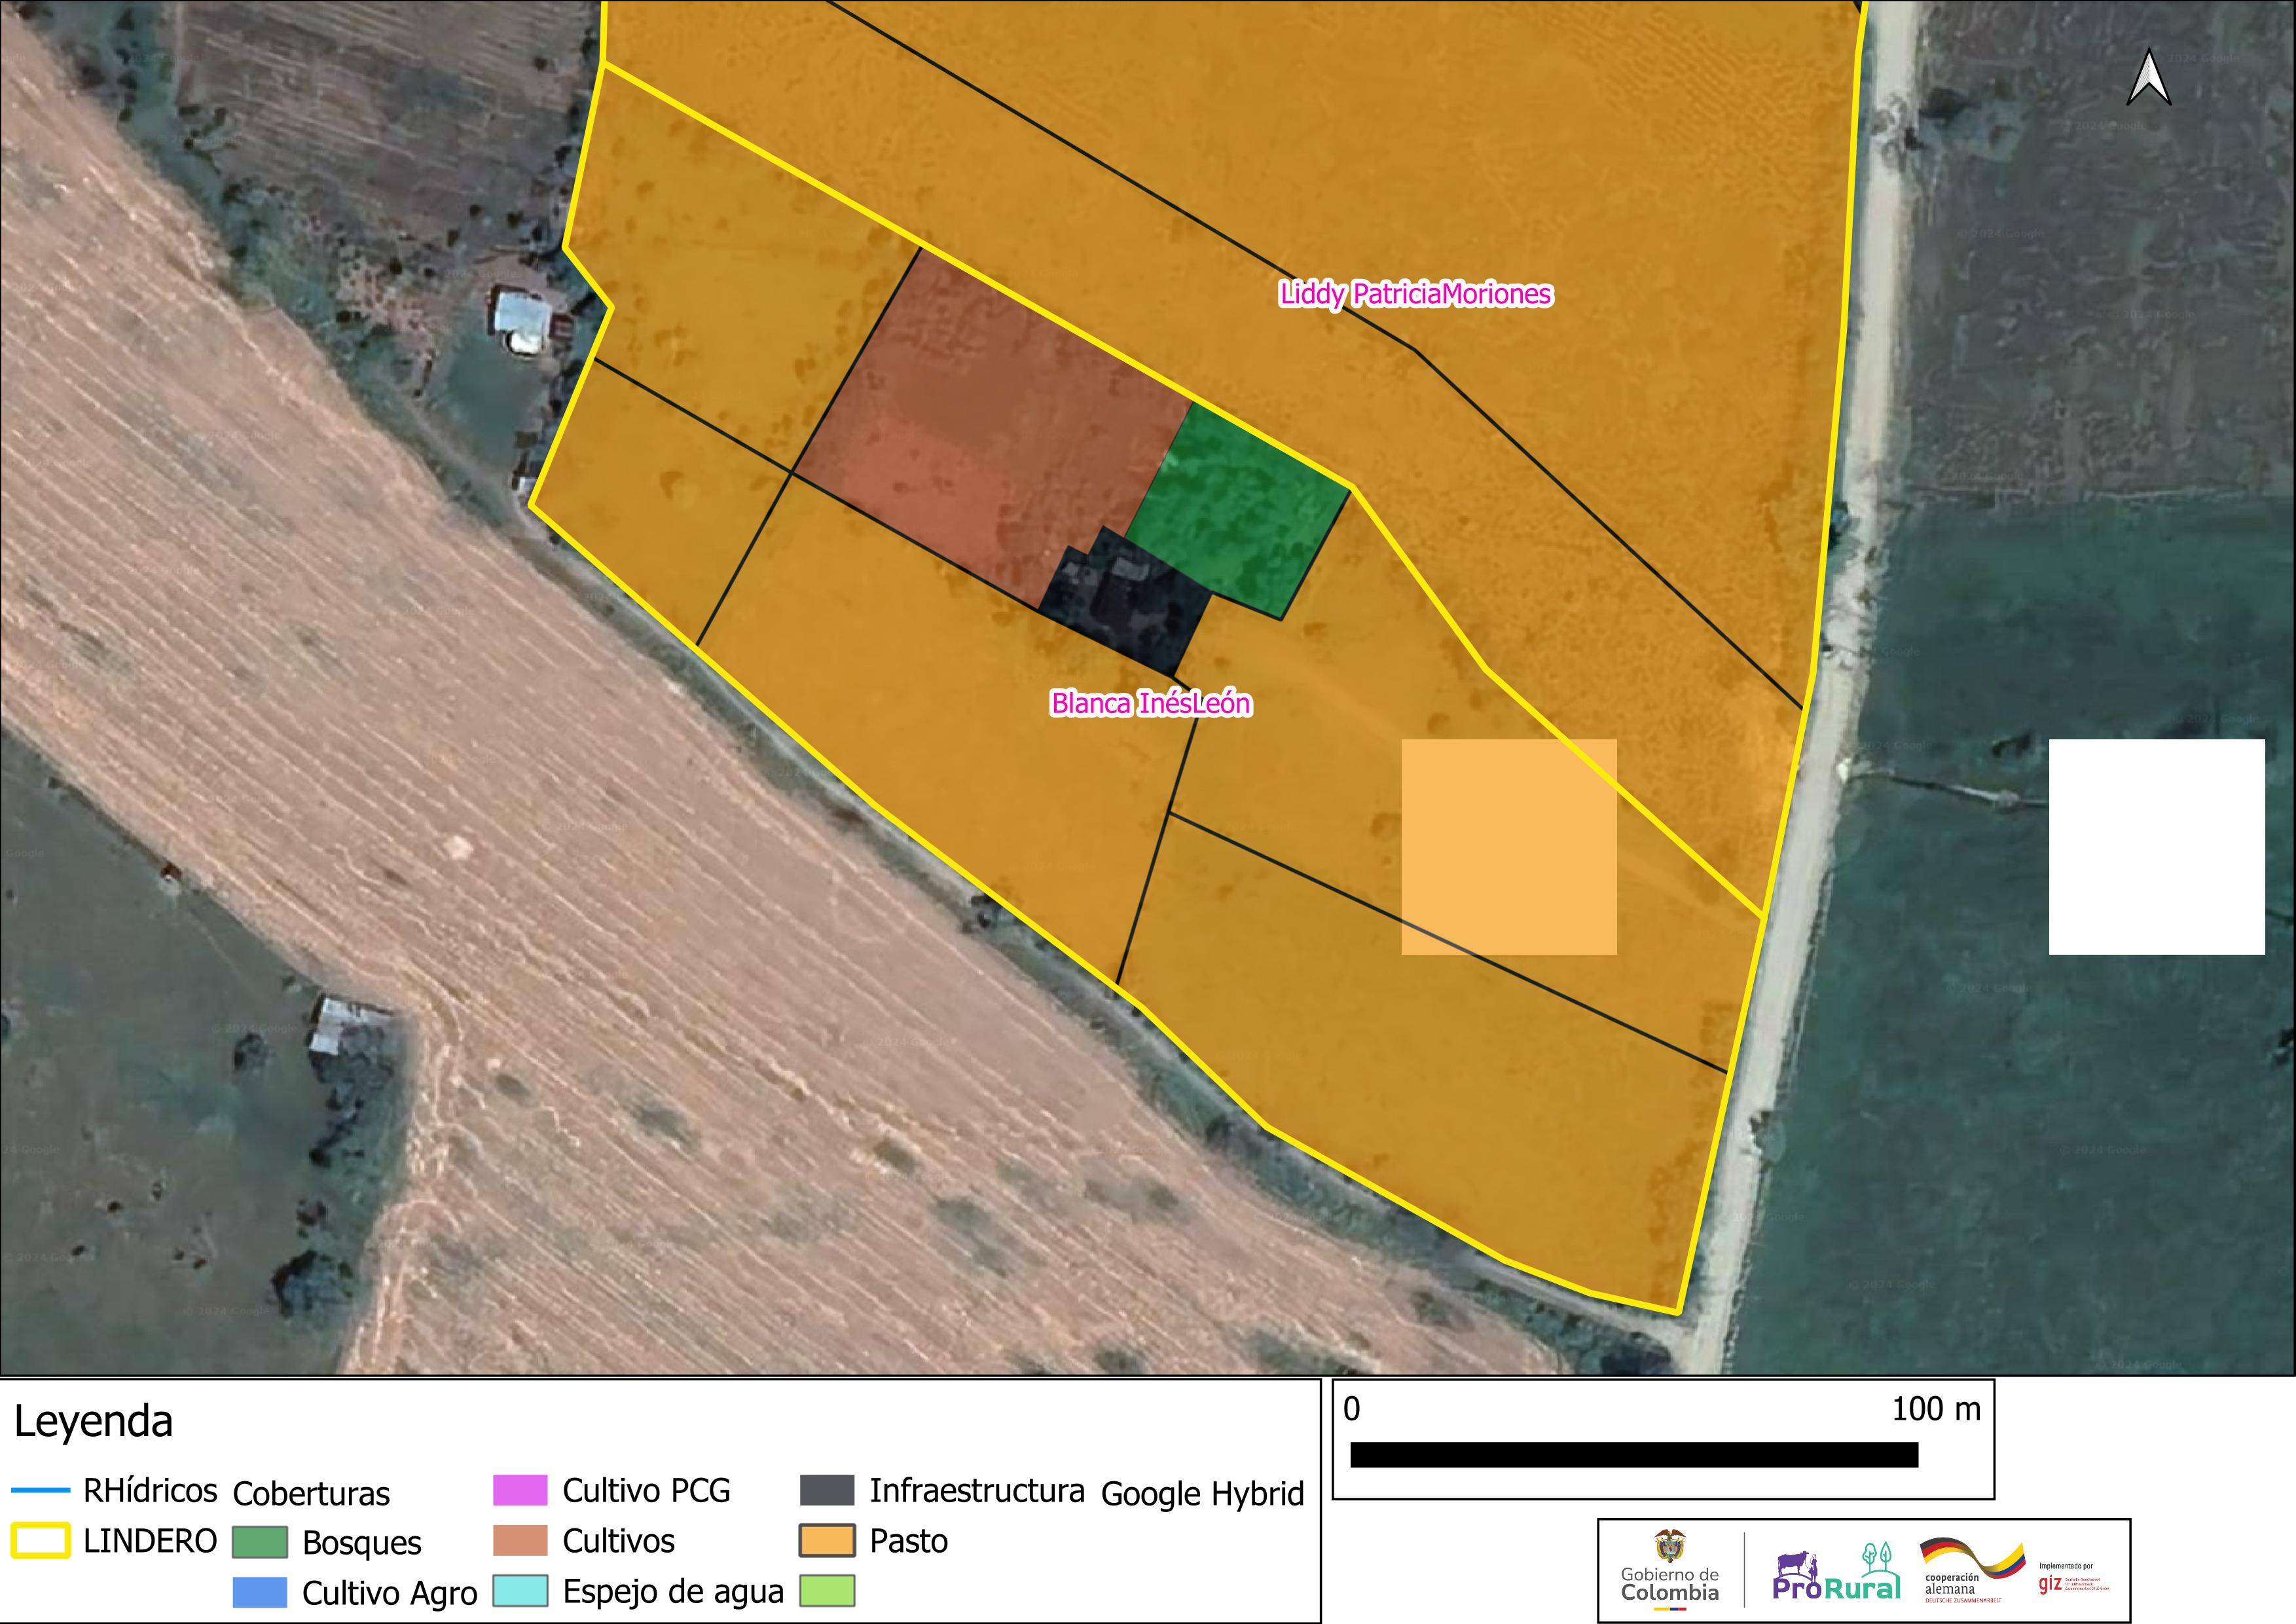 Liddy PatriciaMoriones
Blanca InésLeón
Leyenda
RHídricos
LINDERO
Coberturas
Bosques
Cultivo Agro
Cultivo PCG
Cultivos
Espejo de agua
Infraestructura
Pasto
Google Hybrid
0 100 m
Gobierno de
Colombia
ProRural
cooperación
alemana
DEUTSCHE ZUSAMMENARBEIT
Implementado por
giz